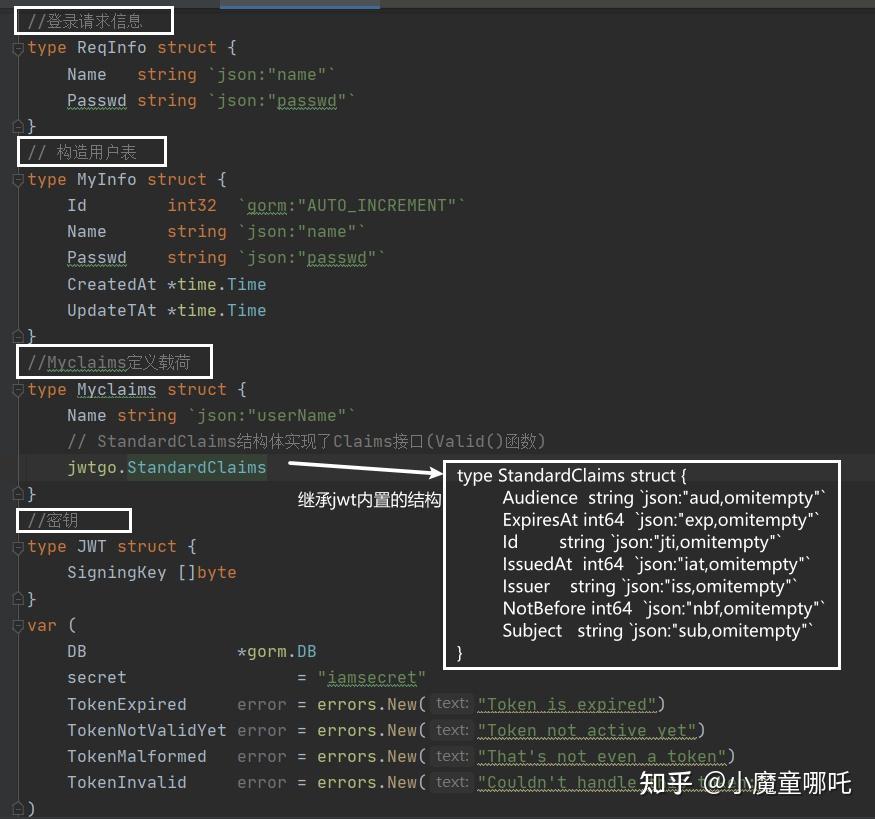 //登录请求信息
type ReqInfo struct {
Name string `json:"name"`
Passwd string `json:"passwd"`
}
// 构造用户表
type MyInfo struct {
Id int32 `gorm:"AUTO_INCREMENT"`
Name string `json:"name"`
Passwd string `json:"passwd"`
CreatedAt *time.Time
UpdateTAt *time.Time
}
//Myclaims定义载荷
type Myclaims struct {
Name string `json:"userName"`
// StandardClaims结构体实现了Claims接口(Valid()函数)
jwtgo.StandardClaims
}
继承jwt内置的结构
type StandardClaims struct {
Audience string `json:"aud,omitempty"`
ExpiresAt int64 `json:"exp,omitempty"`
Id string `json:"jti,omitempty"`
IssuedAt int64 `json:"iat,omitempty"`
Issuer string `json:"iss,omitempty"`
NotBefore int64 `json:"nbf,omitempty"`
Subject string `json:"sub,omitempty"`
}
//密钥
type JWT struct {
SigningKey []byte
}
var (
DB *gorm.DB
secret = "iamsecret"
TokenExpired error = errors.New( text: "Token is expired")
TokenNotValidYet error = errors.New( text: "Token not active yet")
TokenMalformed error = errors.New( text: "That's not even a token")
TokenInvalid error = errors.New( text: "Couldn't handle
)
知乎 @小魔童哪吒